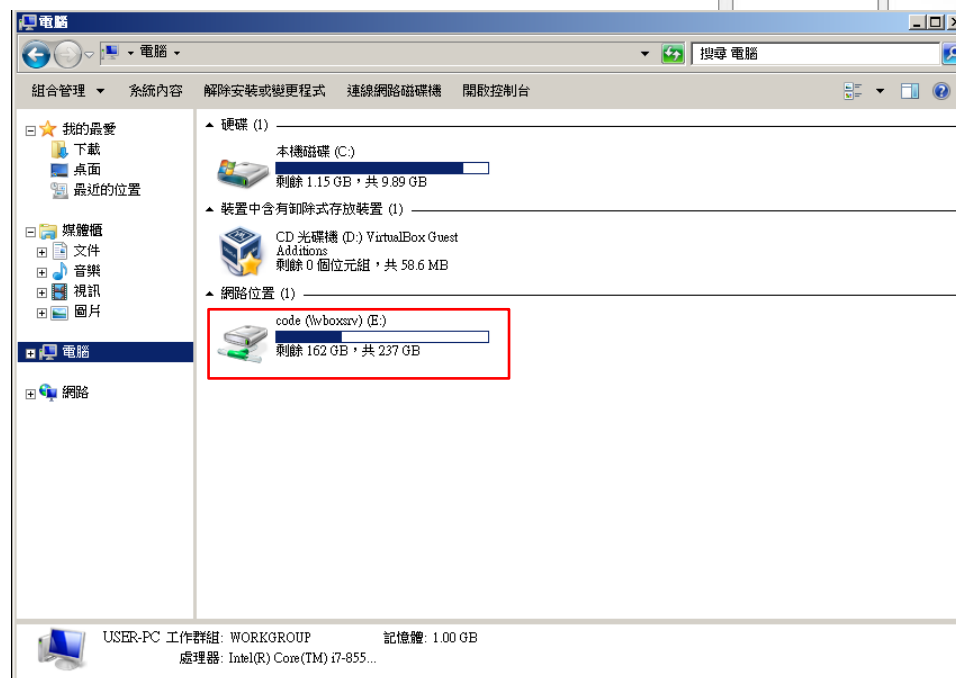 電腦
電腦
搜尋 電腦
組合管理 系統內容 解除安裝或變更程式 連線網路磁碟機 開啟控制台
我的最愛
下載
桌面
最近的位置
媒體櫃
文件
音樂
視訊
圖片
電腦
網路
硬碟 (1)
本機磁碟 (C:)
剩餘 1.15 GB,共 9.89 GB
裝置中含有卸除式存放裝置 (1)
CD 光碟機 (D:) VirtualBox Guest
Additions
剩餘 0 個位元組,共 58.6 MB
網路位置 (1)
code (\\vboxsrv) (E:)
剩餘 162 GB,共 237 GB
USER-PC 工作群組: WORKGROUP 記憶體: 1.00 GB
處理器: Intel(R) Core(TM) i7-855...